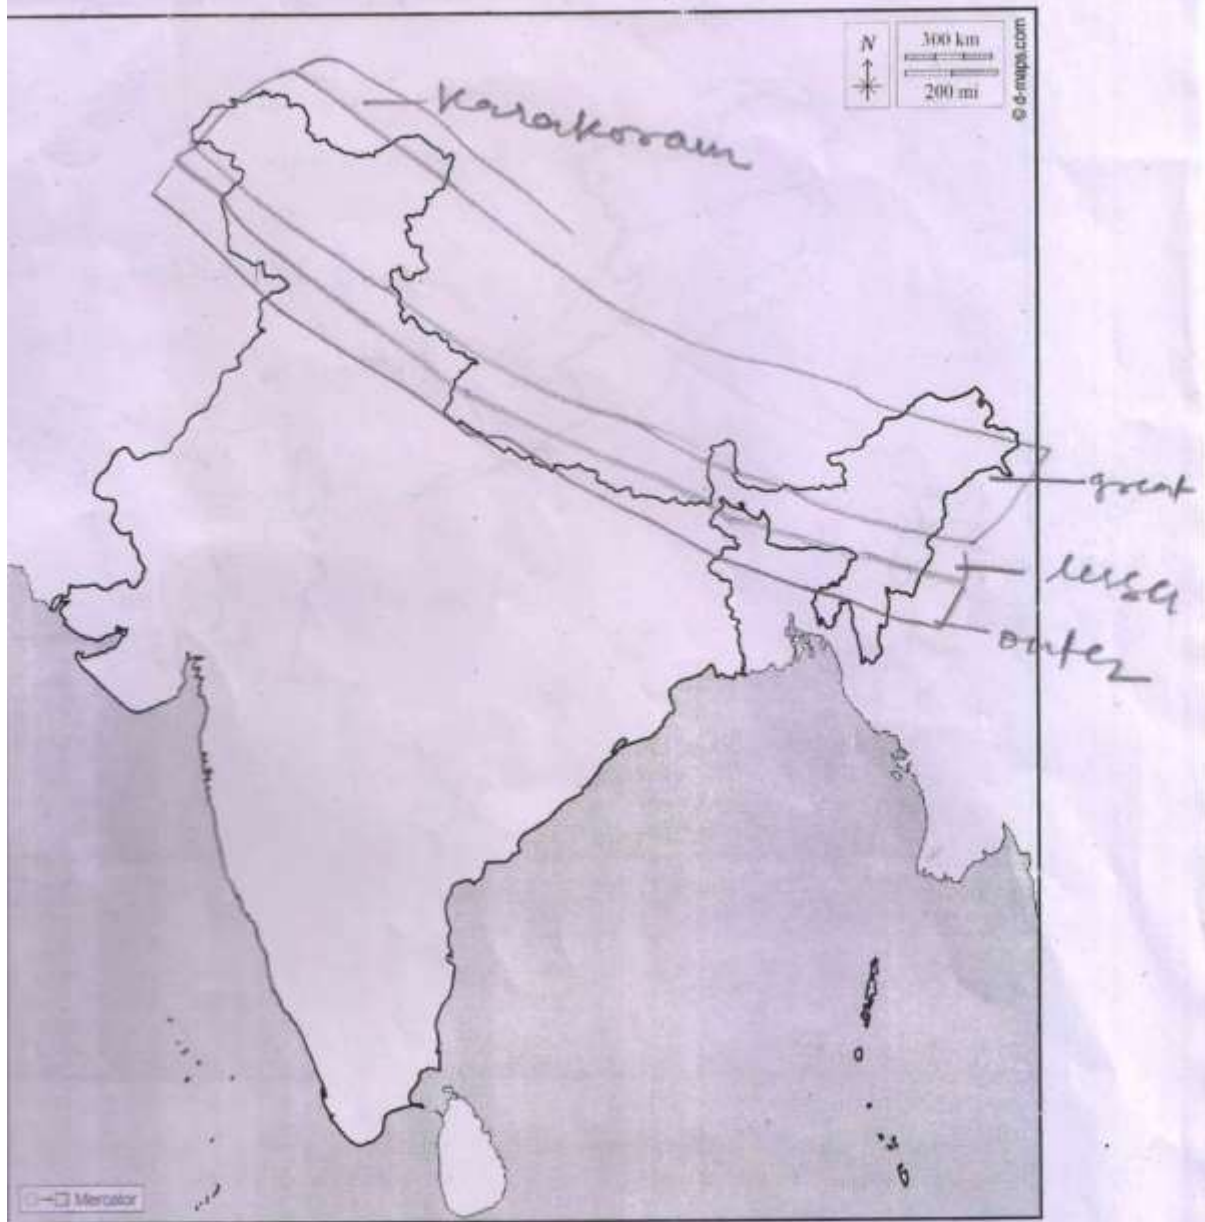 N
300 km
200 mi
© d-maps.com
Karakoram
great
lesser
outer
Mercator